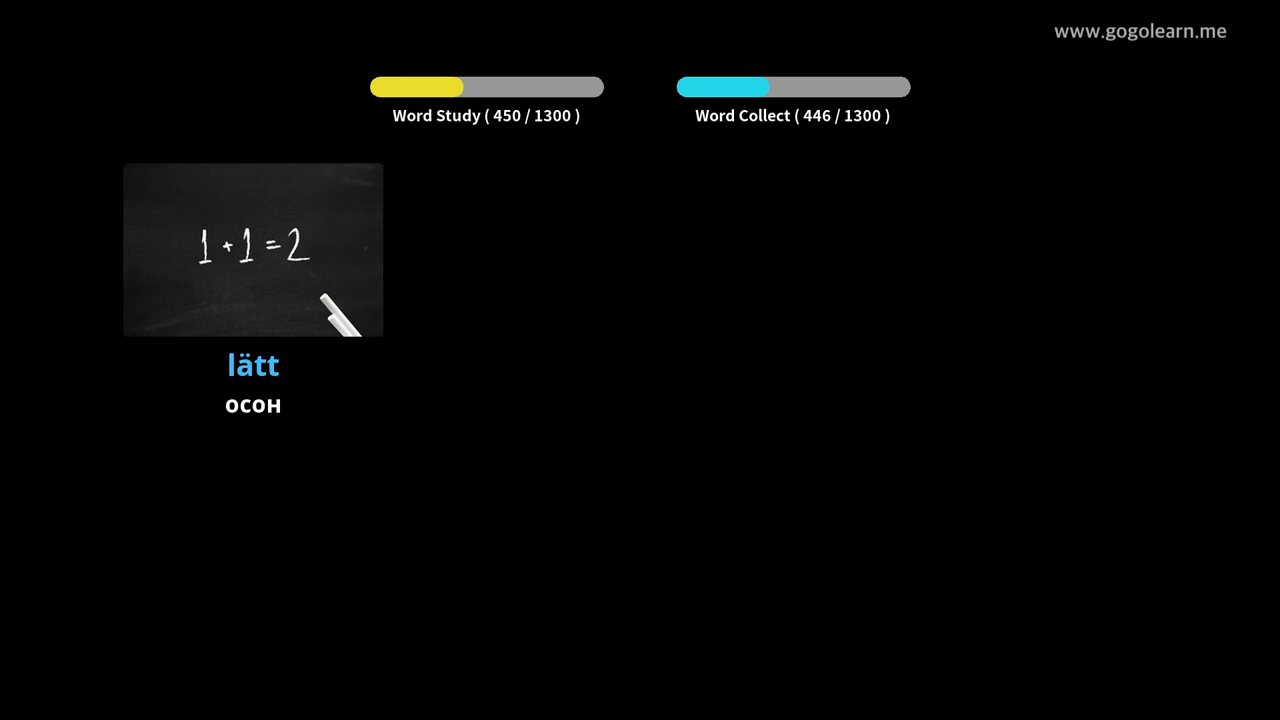 www.gogolearn.me
Word Study ( 450 / 1300 )
Word Collect ( 446 / 1300 )
1 + 1 = 2
lätt
осон